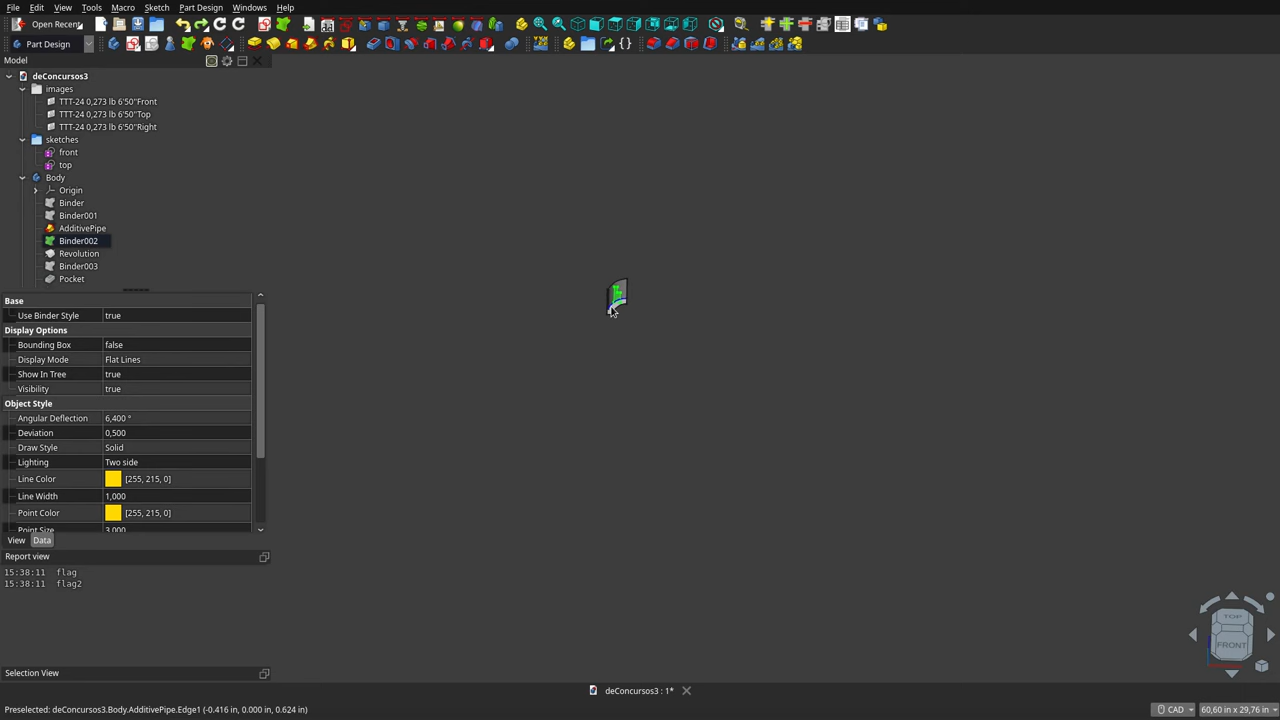 File Edit View Tools Macro Sketch Part Design Windows Help
Open Recent
Part Design
Model
deConcursos3
images
TTT-24 0,273 lb 6'50"Front
TTT-24 0,273 lb 6'50"Top
TTT-24 0,273 lb 6'50"Right
sketches
front
top
Body
Origin
Binder
Binder001
AdditivePipe
Binder002
Revolution
Binder003
Pocket
Base
Use Binder Style true
Display Options
Bounding Box false
Display Mode Flat Lines
Show In Tree true
Visibility true
Object Style
Angular Deflection 6,400 °
Deviation 0,500
Draw Style Solid
Lighting Two side
Line Color [255, 215, 0]
Line Width 1,000
Point Color [255, 215, 0]
Point Size 3,000
View Data
Report view
15:38:11 flag
15:38:11 flag2
TOP
FRONT
Selection View
deConcursos3 : 1*
Preselected: deConcursos3.Body.AdditivePipe.Edge1 (-0.416 in, 0.000 in, 0.624 in)
CAD
60,60 in x 29,76 in